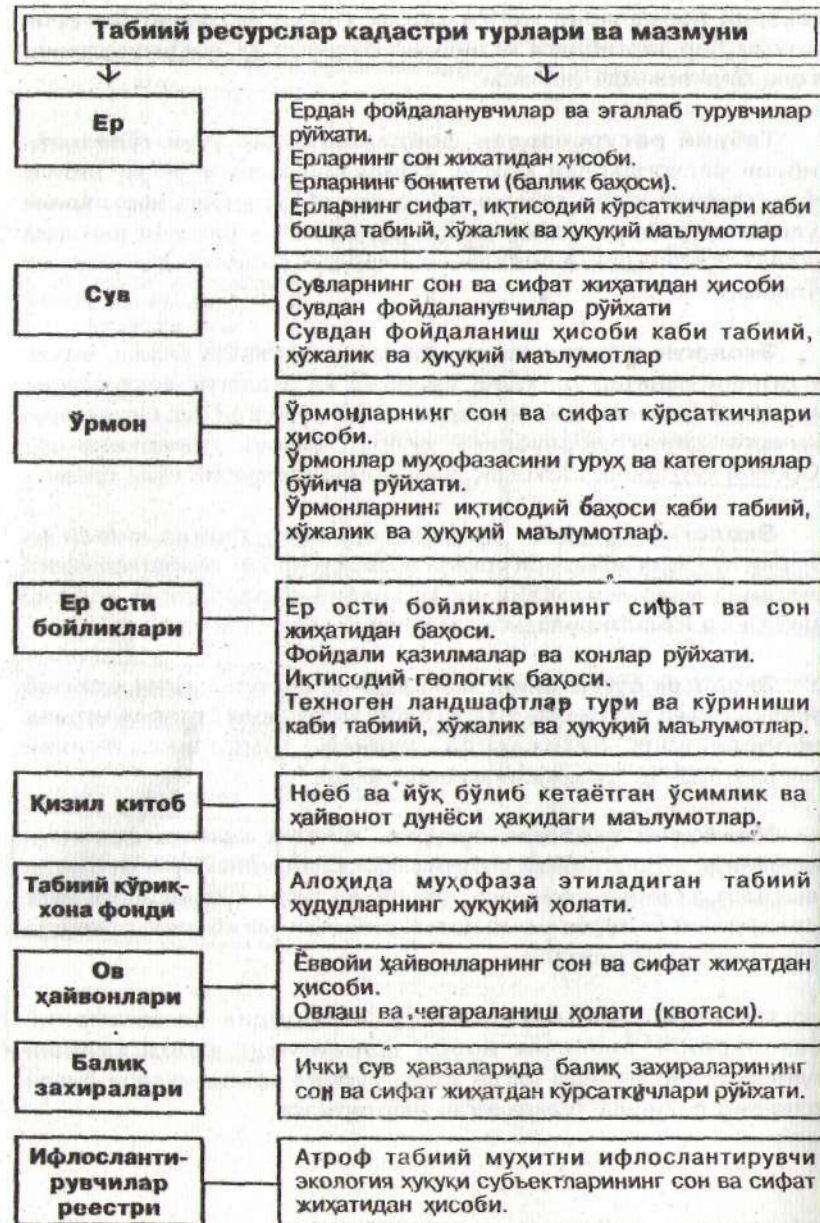 Табиий ресурслар кадастри турлари ва мазмуни
Ер
Ердан фойдаланувчилар ва эгаллаб турувчилар
рўйхати.
Ерларнинг сон жихатидан ҳисоби.
Ерларнинг бонитети (баллик баҳоси).
Ерларнинг сифат, иқтисодий кўрсаткичлари каби
бошқа табиий, хўжалик ва ҳуқуқий маълумотлар
Сув
Сувларнинг сон ва сифат жиҳатидан ҳисоби
Сувдан фойдаланувчилар рўйхати
Сувдан фойдаланиш ҳисоби каби табиий,
хўжалик ва ҳуқуқий маълумотлар
Ўрмон
Ўрмонларнинг сон ва сифат кўрсаткичлари
ҳисоби.
Ўрмонлар муҳофазасини гуруҳ ва категориялар
бўйича рўйхати.
Ўрмонларнинг иқтисодий баҳоси каби табиий,
хўжалик ва ҳуқуқий маълумотлар.
Ер ости
бойликлари
Ер ости бойликларининг сифат ва сон
жиҳатидан баҳоси.
Фойдали қазилмалар ва конлар рўйхати.
Иқтисодий геологик баҳоси.
Техноген ландшафтлар тури ва кўриниши
каби табиий, хўжалик ва ҳуқуқий маълумотлар.
Қизил китоб
Ноёб ва йўқ бўлиб кетаётган ўсимлик ва
ҳайвонот дунёси ҳақидаги маълумотлар.
Табиий кўриқ-
хона фонди
Алоҳида муҳофаза этиладиган табиий
ҳудудларнинг ҳуқуқий ҳолати
Ов
ҳайвонлари
Ёввойи ҳайвонларнинг сон ва сифат жиҳатдан
ҳисоби.
Овлаш ва чегараланиш ҳолати (квотаси).
Балиқ
захиралари
Ички сув ҳавзаларида балиқ заҳираларининг
сон ва сифат жиҳатдан кўрсаткичлари рўйхати.
Ифлосланти-
рувчилар
реестри
Атроф табиий муҳитни ифлослантирувчи
экология ҳуқуқи субъектларининг сон ва сифат
жиҳатидан ҳисоби.